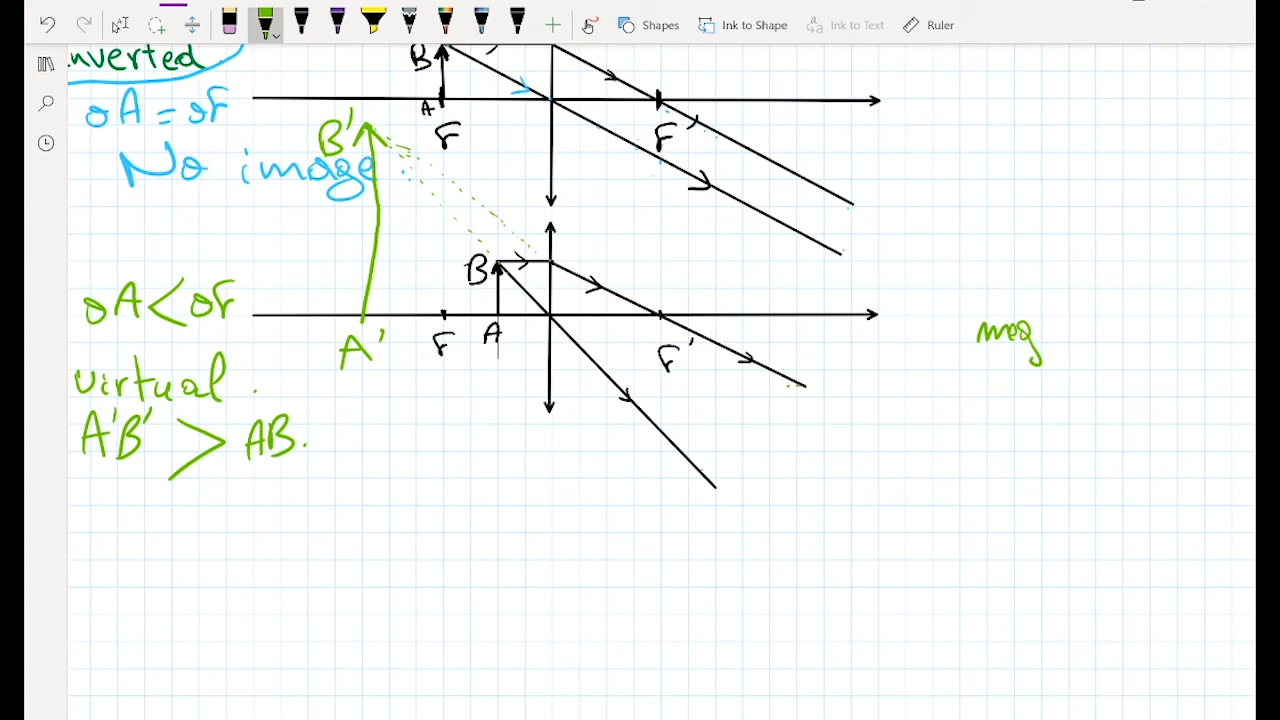 Shapes
Ink to Shape
Ink to Text
Ruler
nverted
OA = OF
No image
B
A
F
F'
B'
A'
OA < OF
virtual.
A'B' > AB.
B
F
A
F'
mag